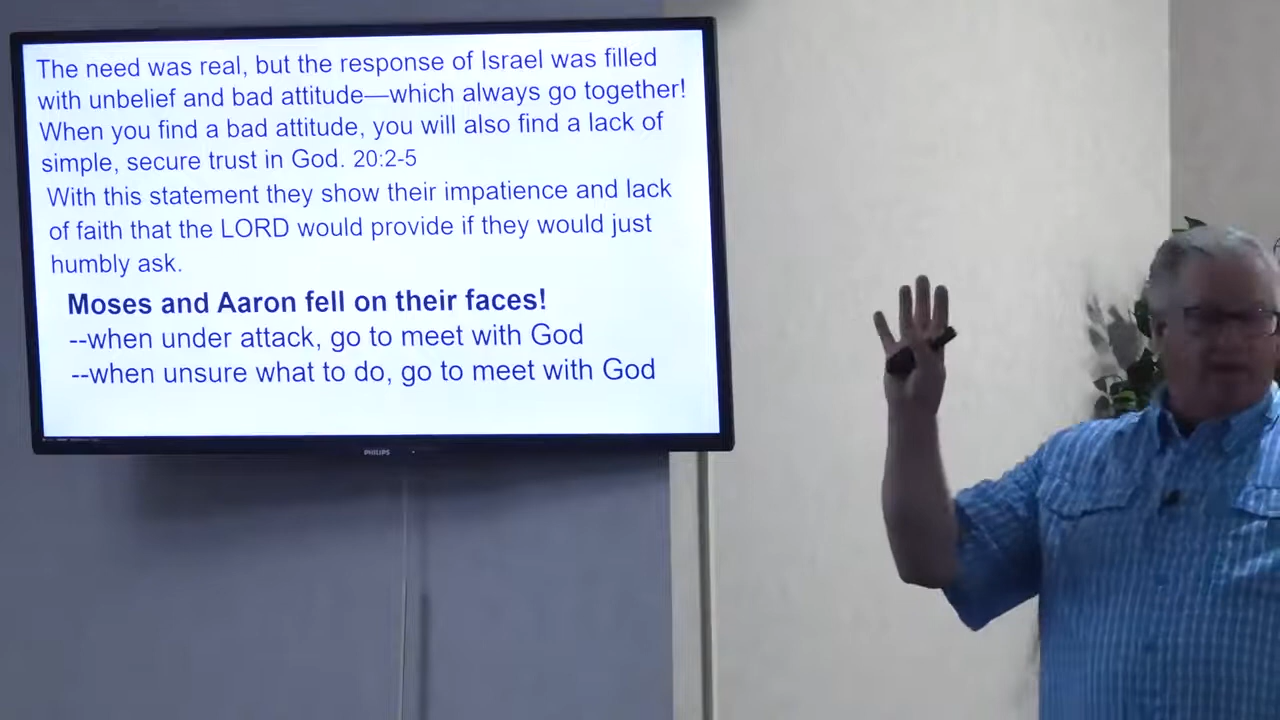 The need was real, but the response of Israel was filled
with unbelief and bad attitude—which always go together!
When you find a bad attitude, you will also find a lack of
simple, secure trust in God. 20:2-5
With this statement they show their impatience and lack
of faith that the LORD would provide if they would just
humbly ask.
Moses and Aaron fell on their faces!
--when under attack, go to meet with God
--when unsure what to do, go to meet with God
PHILIPS